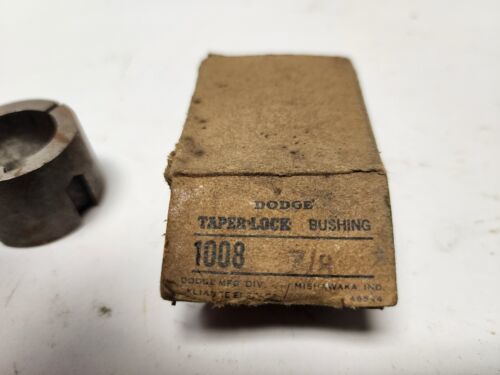 DODGE
TAPER-LOCK BUSHING
1008 7/8
DODGE MFG DIV. MISHAWAKA IND.